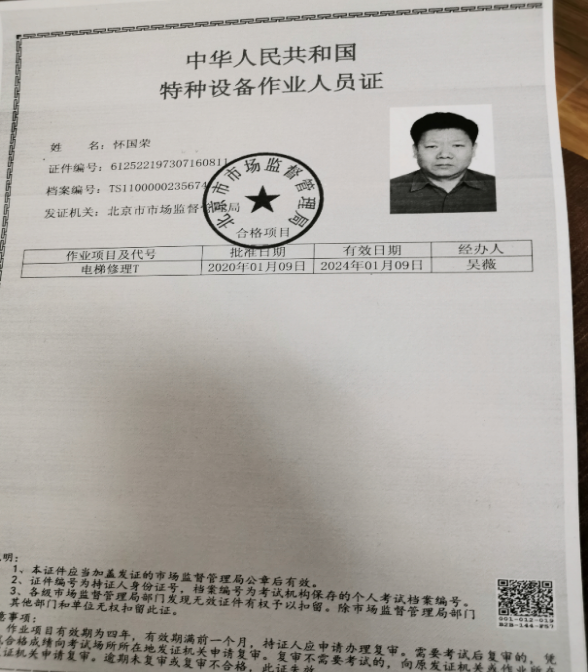 中华人民共和国
特种设备作业人员证
姓 名：怀国荣
证件编号：612522197307160811
档案编号：TS1100000235674
发证机关：北京市市场监督管理局
北京市市场监督管理局
合格项目
作业项目及代号 批准日期 有效日期 经办人
电梯修理T 2020年01月09日 2024年01月09日 吴薇
明：
1、本证件应当加盖发证的市场监督管理局公章后有效。
2、证件编号为持证人身份证号，档案编号为考试机构保存的个人考试档案编号。
3、各级市场监督管理部门发现无效证件有权予以扣留。除市场监督管理部门
其他部门和单位无权扣留此证。
意事项：
作业项目有效期为四年，有效期满前一个月，持证人应申请办理复审。需要考试后复审的，凭
合格成绩向考试场所所在地发证机关申请复审。复审不需要考试的，向原发证机关或作业所在
证机关申请复审。逾期未复审或复审不合格，此证失效。
001-012-019
828-144-857